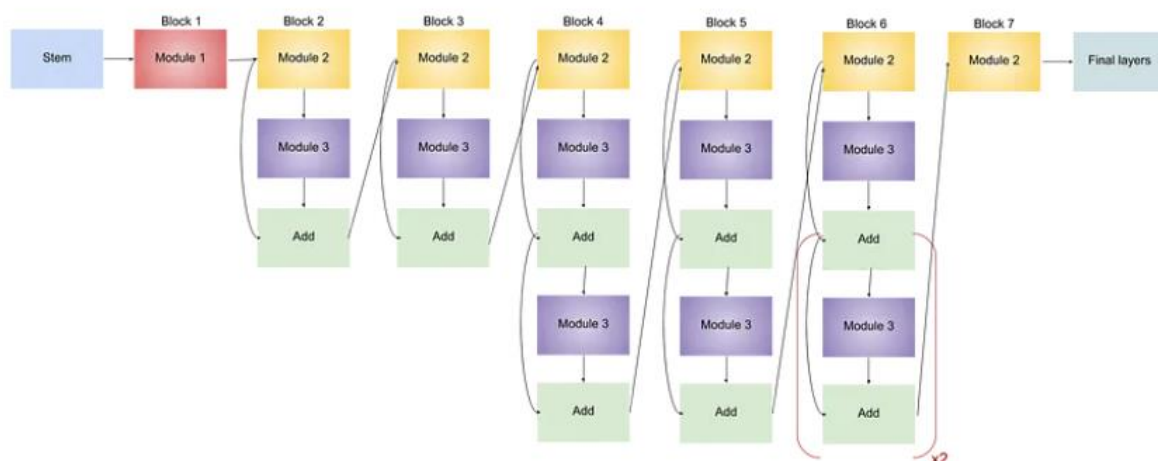 Block 1
Block 2
Block 3
Block 4
Block 5
Block 6
Block 7
Stem
Module 1
Module 2
Module 2
Module 2
Module 2
Module 2
Module 2
Final layers
Module 3
Module 3
Module 3
Module 3
Module 3
Add
Add
Add
Add
Add
Module 3
Module 3
Module 3
Add
Add
Add
x2